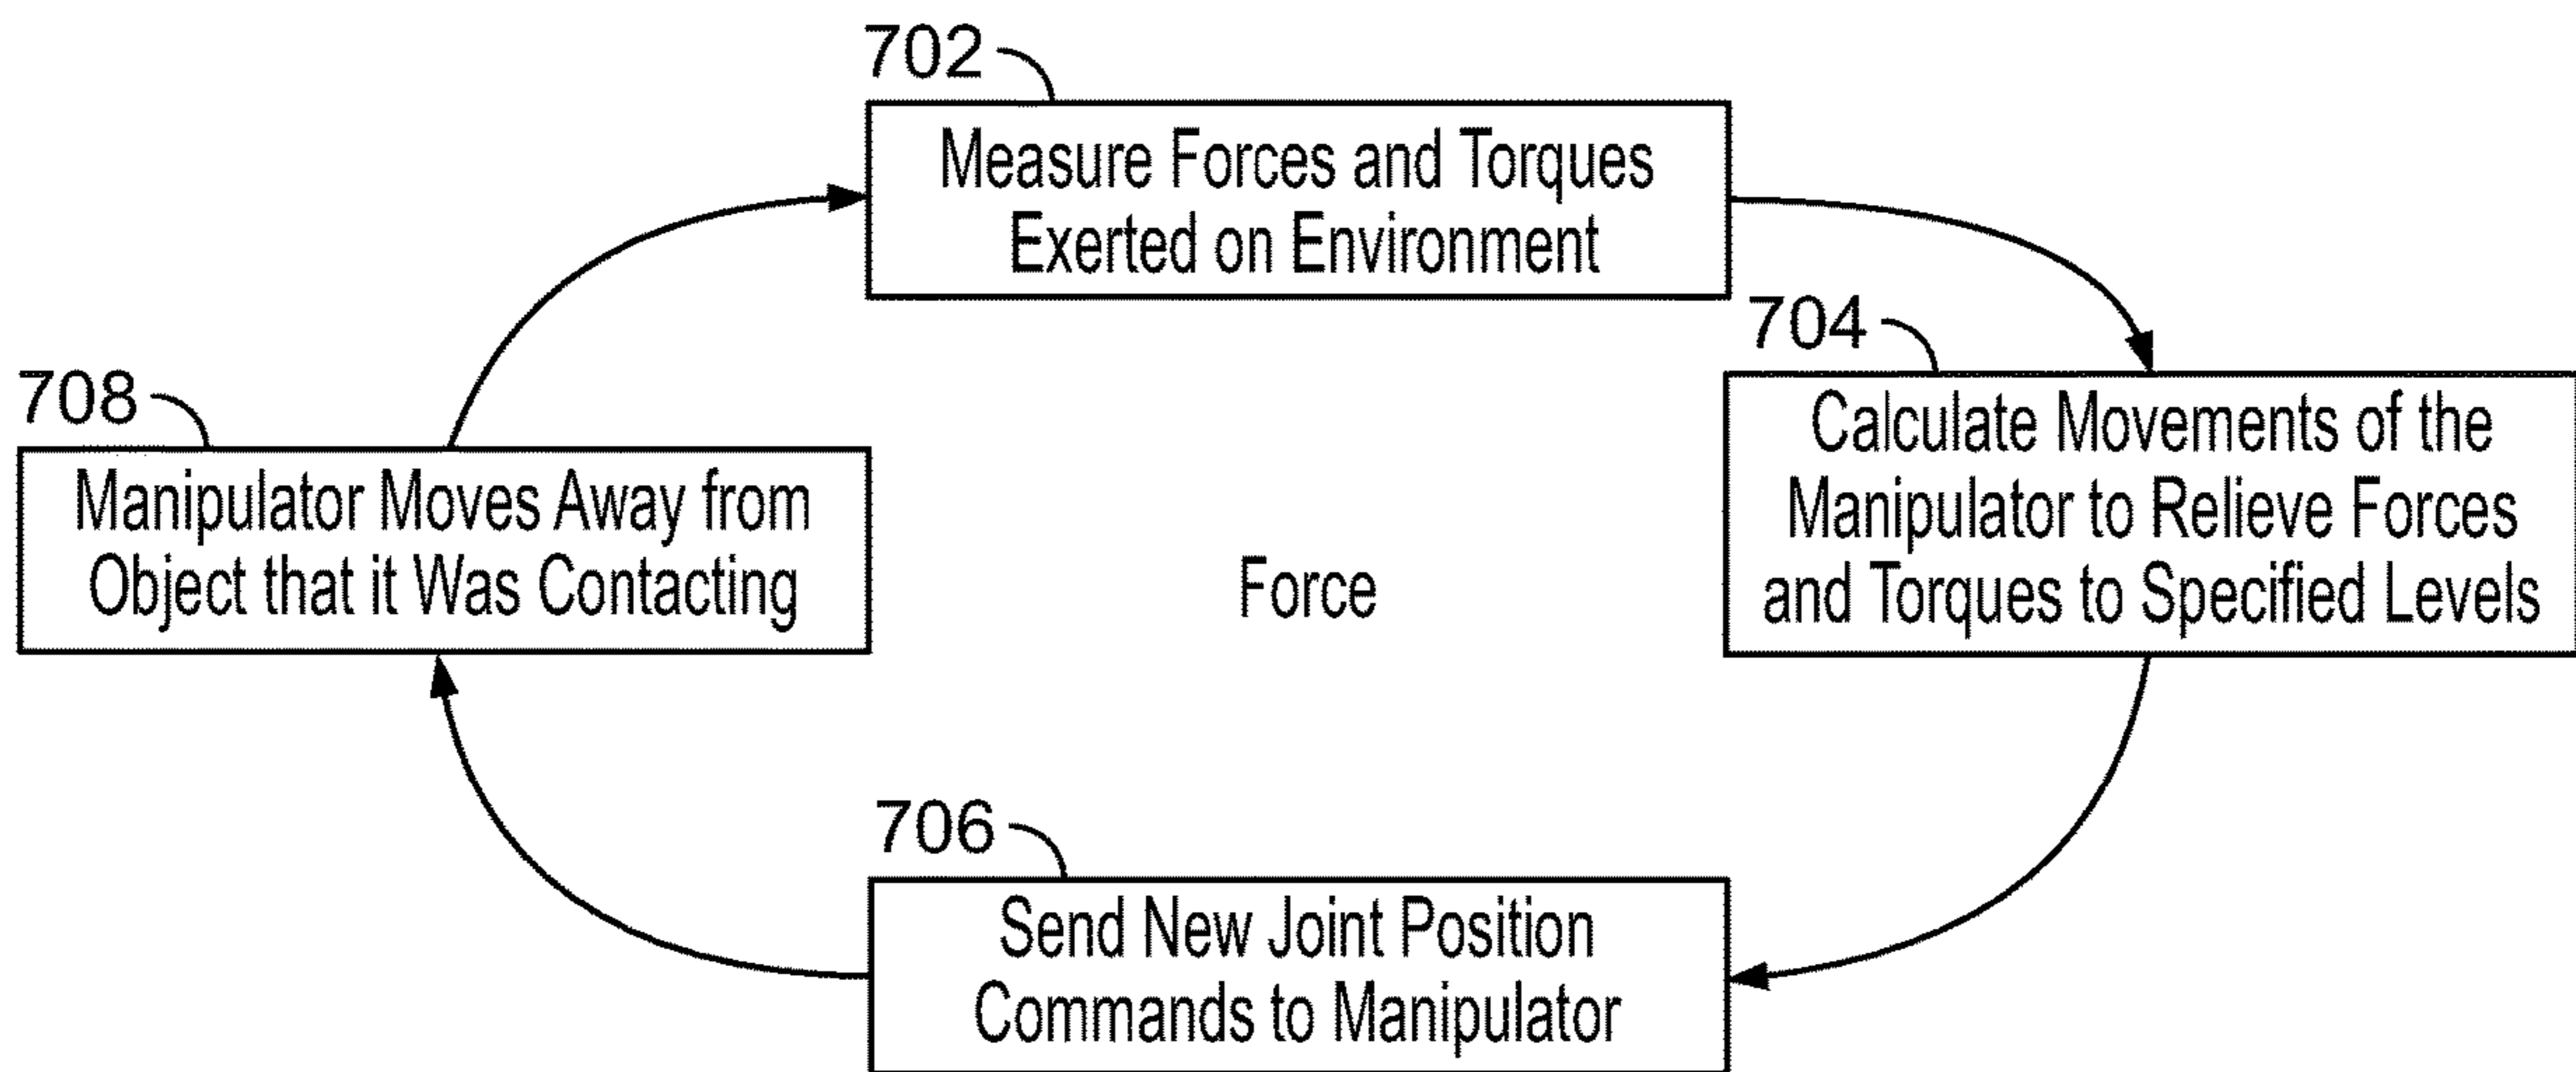 702
Measure Forces and Torques
Exerted on Environment
704
Calculate Movements of the
Manipulator to Relieve Forces
and Torques to Specified Levels
708
Manipulator Moves Away from
Object that it Was Contacting
Force
706
Send New Joint Position
Commands to Manipulator